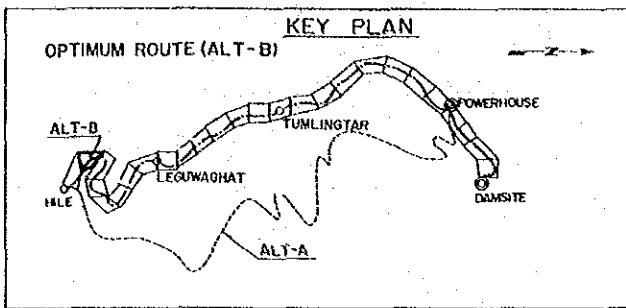 KEY PLAN
OPTIMUM ROUTE (ALT-B)
N
POWERHOUSE
TUMLINGTAR
ALT-B
LEGUWAGHAT
HILE
DAMSITE
ALT-A